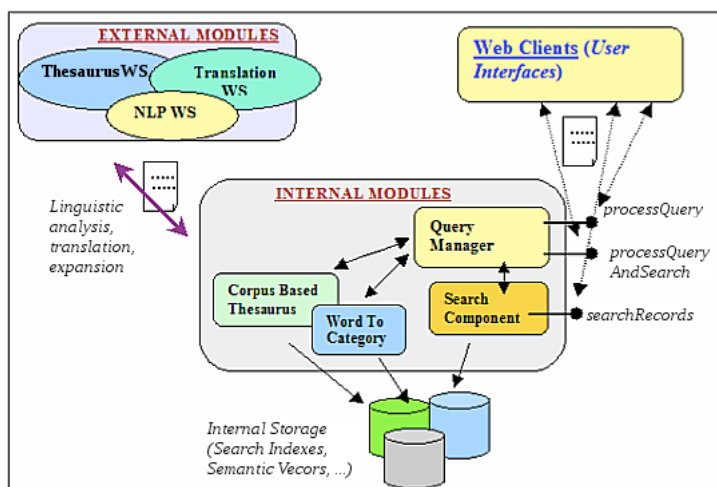 EXTERNAL MODULES
ThesaurusWS
Translation
WS
NLP WS
Web Clients (User
Interfaces)
Linguistic
analysis,
translation,
expansion
INTERNAL MODULES
Query
Manager
Corpus Based
Thesaurus
Word To
Category
Search
Component
processQuery
processQuery
AndSearch
searchRecords
Internal Storage
(Search Indexes,
Semantic Vecors, ...)